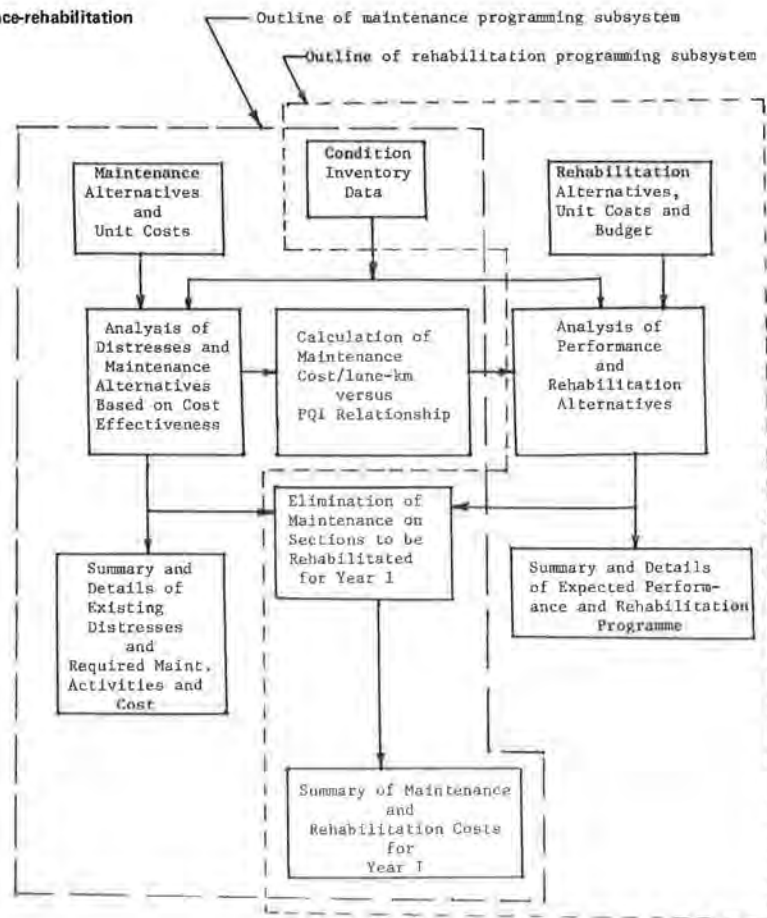 ce-rehabilitation
Outline of maintenance programming subsystem
Outline of rehabilitation programming subsystem
Maintenance
Alternatives
and
Unit Costs
Condition
Inventory
Data
Rehabilitation
Alternatives,
Unit Costs and
Budget
Analysis of
Distresses and
Maintenance
Alternatives
Based on Cost
Effectiveness
Calculation of
Maintenance
Cost/lane-km
versus
PQI Relationship
Analysis of
Performance
and
Rehabilitation
Alternatives
Elimination of
Maintenance on
Sections to be
Rehabilitated
for Year 1
Summary and
Details of
Existing
Distresses
and
Required Maint.
Activities and
Cost
Summary and Details
of Expected Perform-
ance and Rehabilitation
Programme
Summary of Maintenance
and
Rehabilitation Costs
for
Year 1